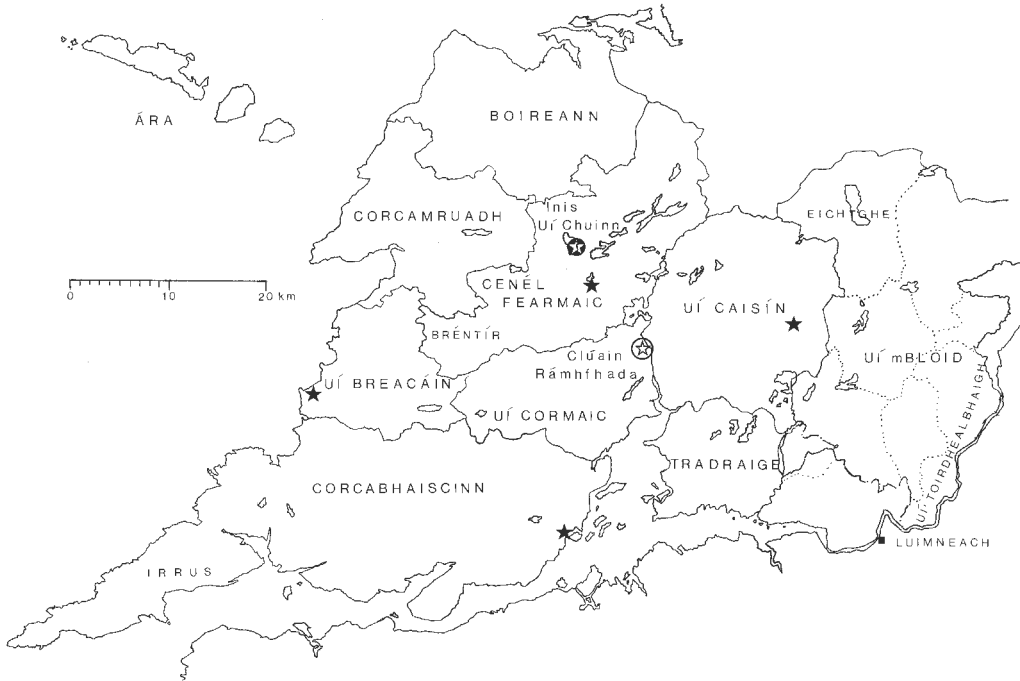 ÁRA
BOIREANN
CORCAMRUADH
EICHTGHE
Inis
Uí Chuinn
0 10 20 km
CENÉL
FEARMAIC
UÍ CAISÍN
BRÉNTÍR
Cluain
Rámhfhada
UÍ mBLOID
UÍ BREACÁIN
UÍ CORMAIC
UÍ TOIRDHEALBHAIGH
TRADRAIGE
CORCABHAISCINN
LUIMNEACH
IRRUS